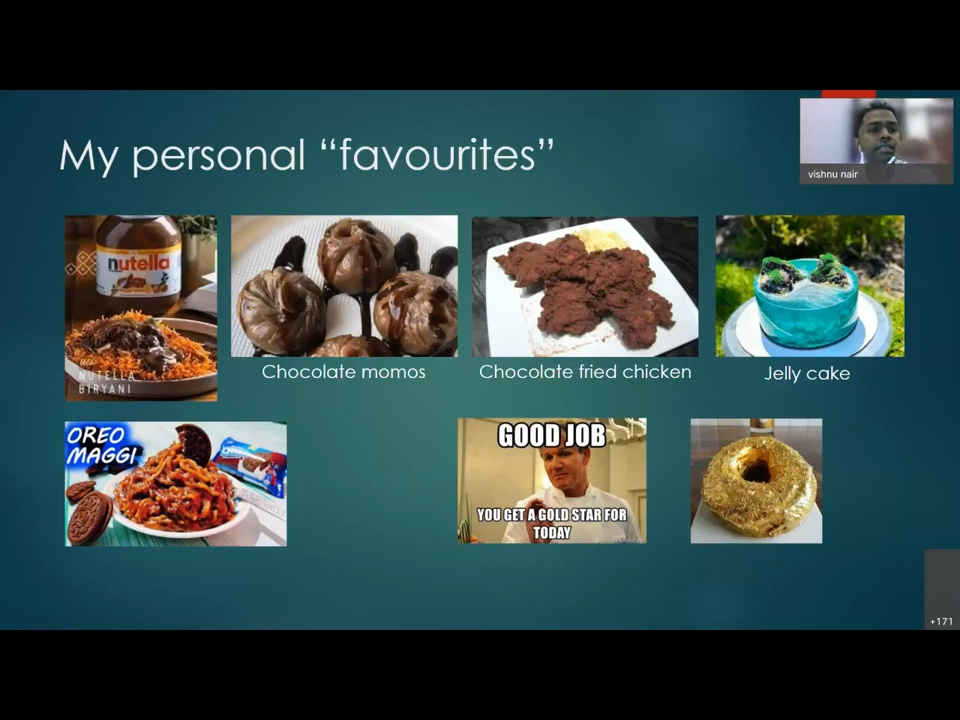 My personal “favourites”
vishnu nair
nutella
NUTELLA
BIRYANI
Chocolate momos
Chocolate fried chicken
Jelly cake
OREO
MAGGI
GOOD JOB
YOU GET A GOLD STAR FOR
TODAY
+171